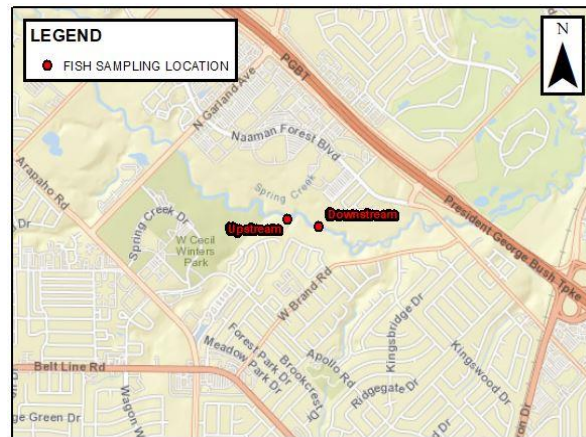 LEGEND
FISH SAMPLING LOCATION
N
PGBT
N Garland Ave
Naaman Forest Blvd
Arapaho Rd
Spring Creek
Spring Creek Dr
Upstream
Downstream
W Cecil
Winters
Park
President George Bush Tpke
W Brand Rd
Forest Park Dr
Meadow Park Dr
Brookcrest Dr
Apollo Rd
Kingsbridge Dr
Kingswood Dr
Ridgegate Dr
Belt Line Rd
Wagon W
ge Green Dr
on Dr